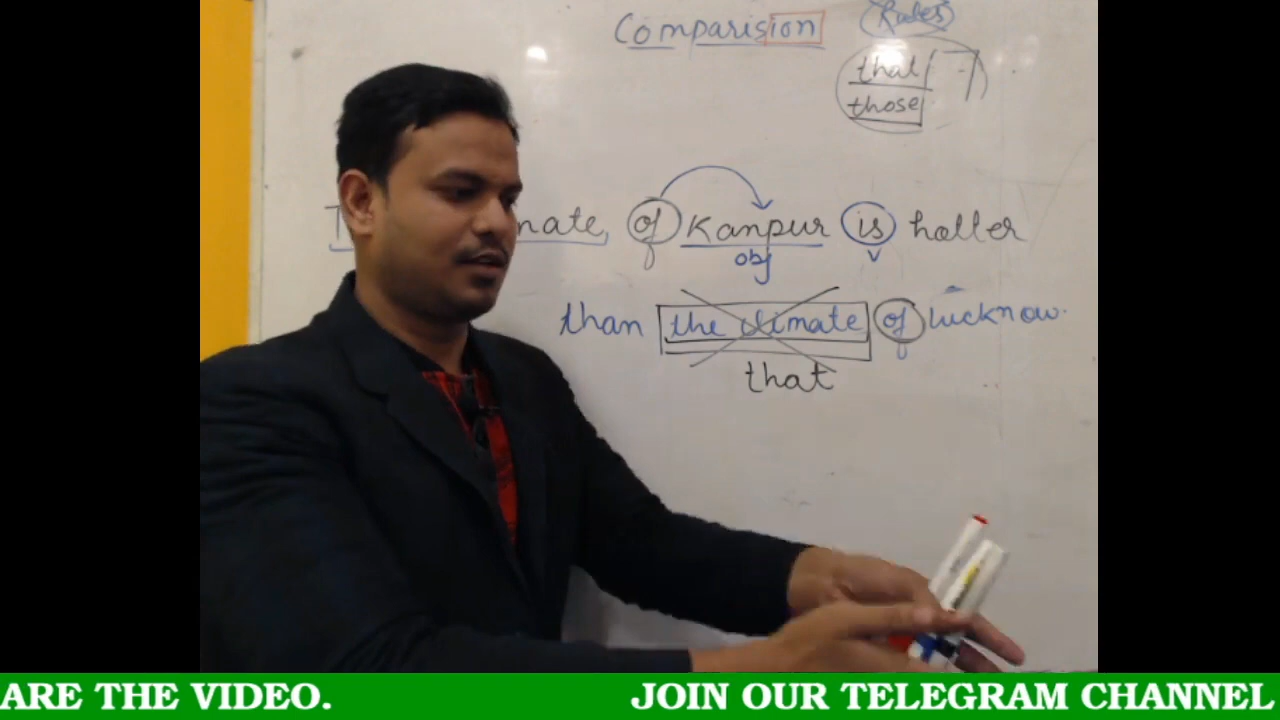 Comparision
Rules
that
those
of Kanpur is hotter
obj
v
than the climate of lucknow.
that
ARE THE VIDEO. JOIN OUR TELEGRAM CHANNEL